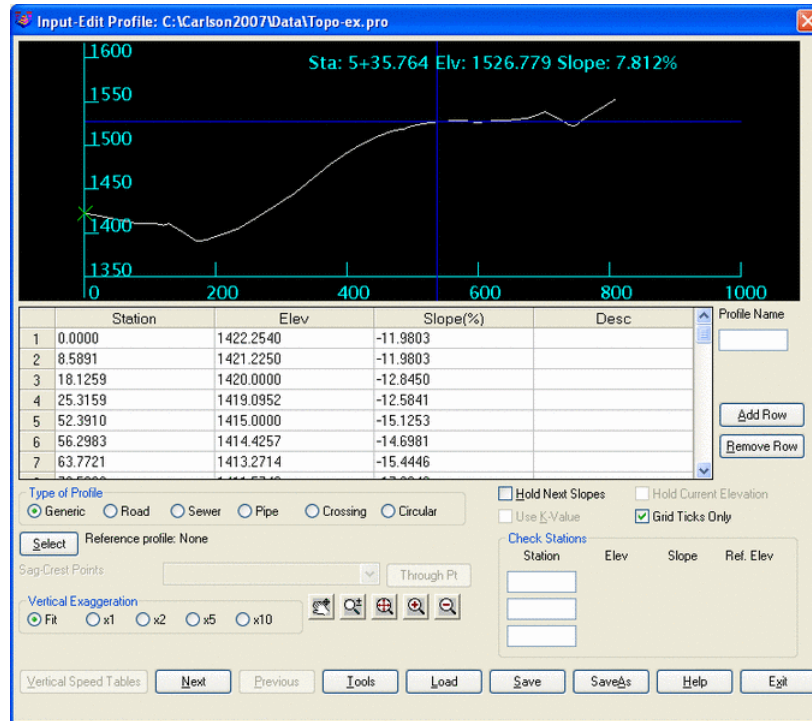 Input-Edit Profile: C:\Carlson2007\Data\Topo-ex.pro
1600
Sta: 5+35.764 Elv: 1526.779 Slope: 7.812%
1550
1500
1450
1400
1350
0 200 400 600 800 1000
Station Elev Slope(%) Desc
Profile Name
1 0.0000 1422.2540 -11.9803
2 8.5891 1421.2250 -11.9803
3 18.1259 1420.0000 -12.8450
4 25.3159 1419.0952 -12.5841
5 52.3910 1415.0000 -15.1253
6 56.2983 1414.4257 -14.6981
7 63.7721 1413.2714 -15.4446
Add Row
Remove Row
Type of Profile
Generic Road Sewer Pipe Crossing Circular
Hold Next Slopes Hold Current Elevation
Use K-Value Grid Ticks Only
Select Reference profile: None
Check Stations
Station Elev Slope Ref. Elev
Sag-Crest Points
Through Pt
Vertical Exaggeration
Fit x1 x2 x5 x10
Vertical Speed Tables Next Previous Tools Load Save SaveAs Help Exit